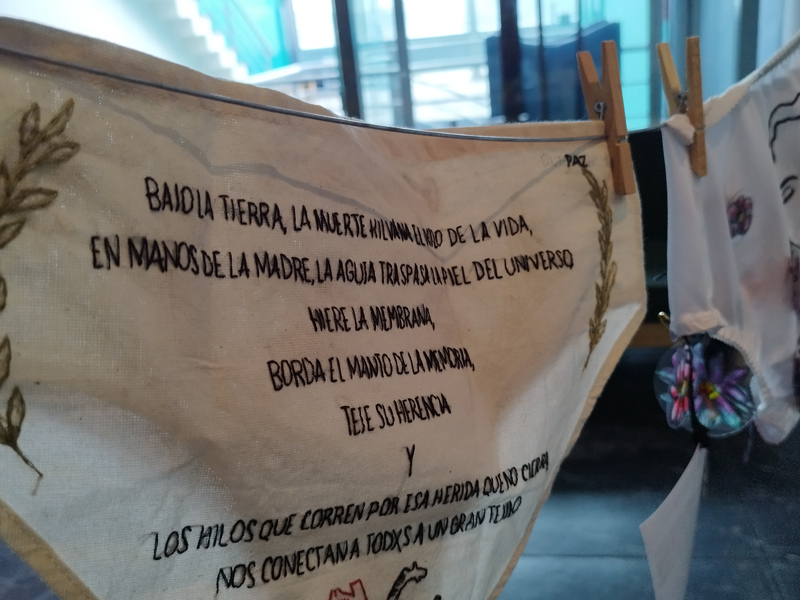 PAZ
BAJO LA TIERRA, LA MUERTE HILVANA EL HILO DE LA VIDA,
EN MANOS DE LA MADRE, LA AGUJA TRASPASA LA PIEL DEL UNIVERSO
HIERE LA MEMBRANA,
BORDA EL MANTO DE LA MEMORIA,
TEJE SU HERENCIA
Y
LOS HILOS QUE CORREN POR ESA HERIDA QUE NO CIERRA
NOS CONECTAN A TODXS A UN GRAN TEJIDO